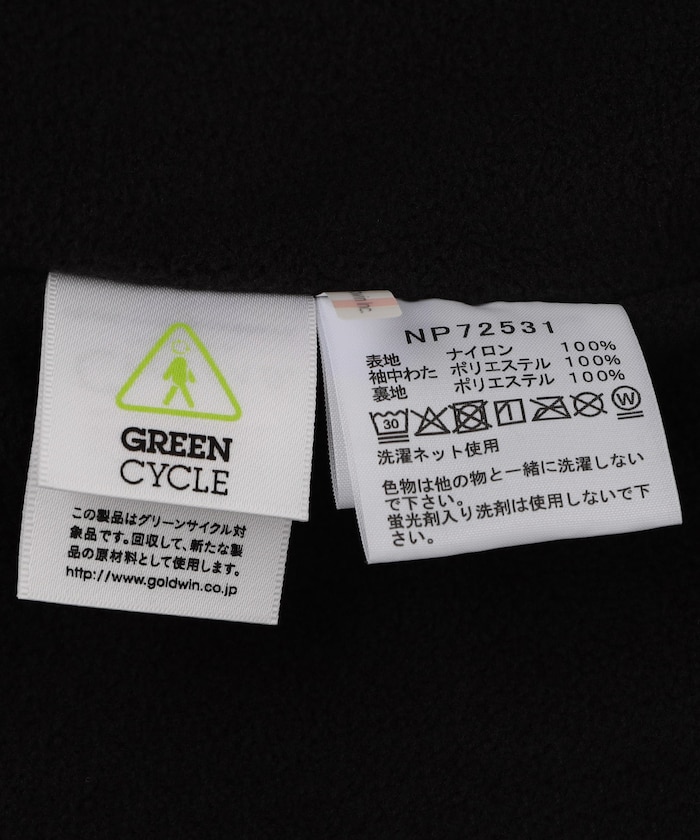 GREEN
CYCLE
この製品はグリーンサイクル対
象品です。回収して、新たな製
品の原材料として使用します。
http://www.goldwin.co.jp
NP72531
表地 ナイロン 100%
袖中わた ポリエステル 100%
裏地 ポリエステル 100%
30
W
洗濯ネット使用
色物は他の物と一緒に洗濯しない
で下さい。
蛍光剤入り洗剤は使用しないで下
さい。